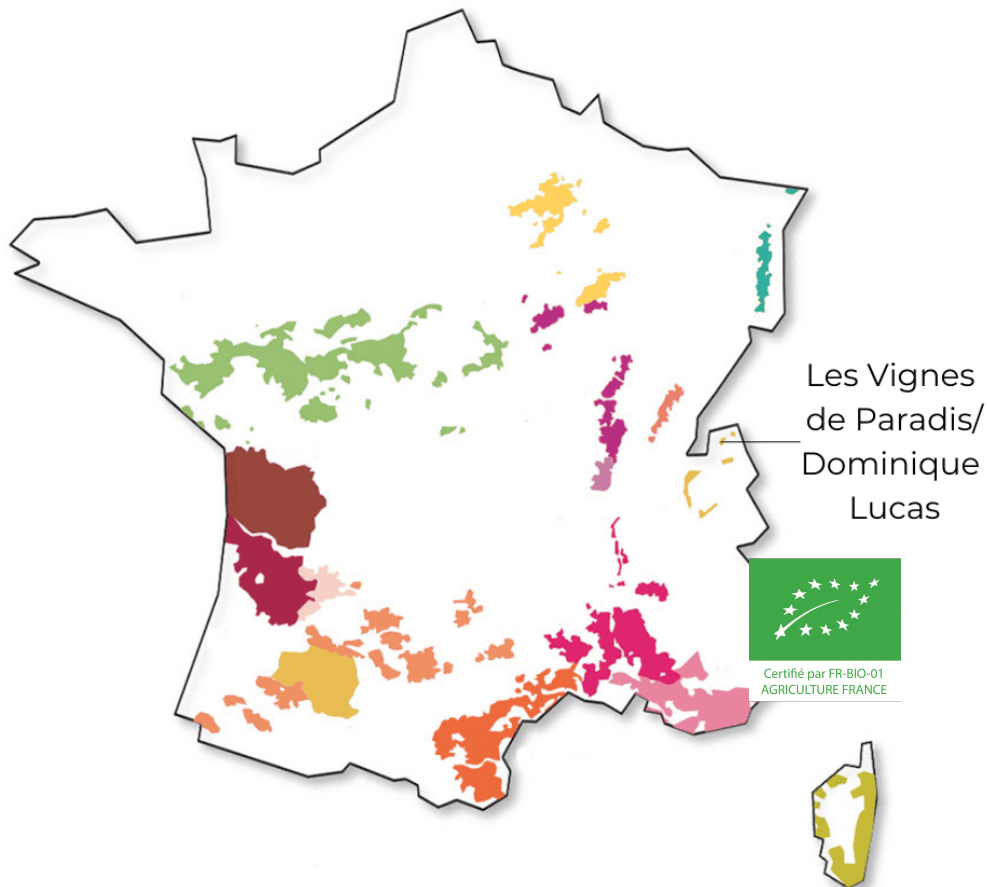 Les Vignes
de Paradis/
Dominique
Lucas
Certifié par FR-BIO-01
AGRICULTURE FRANCE